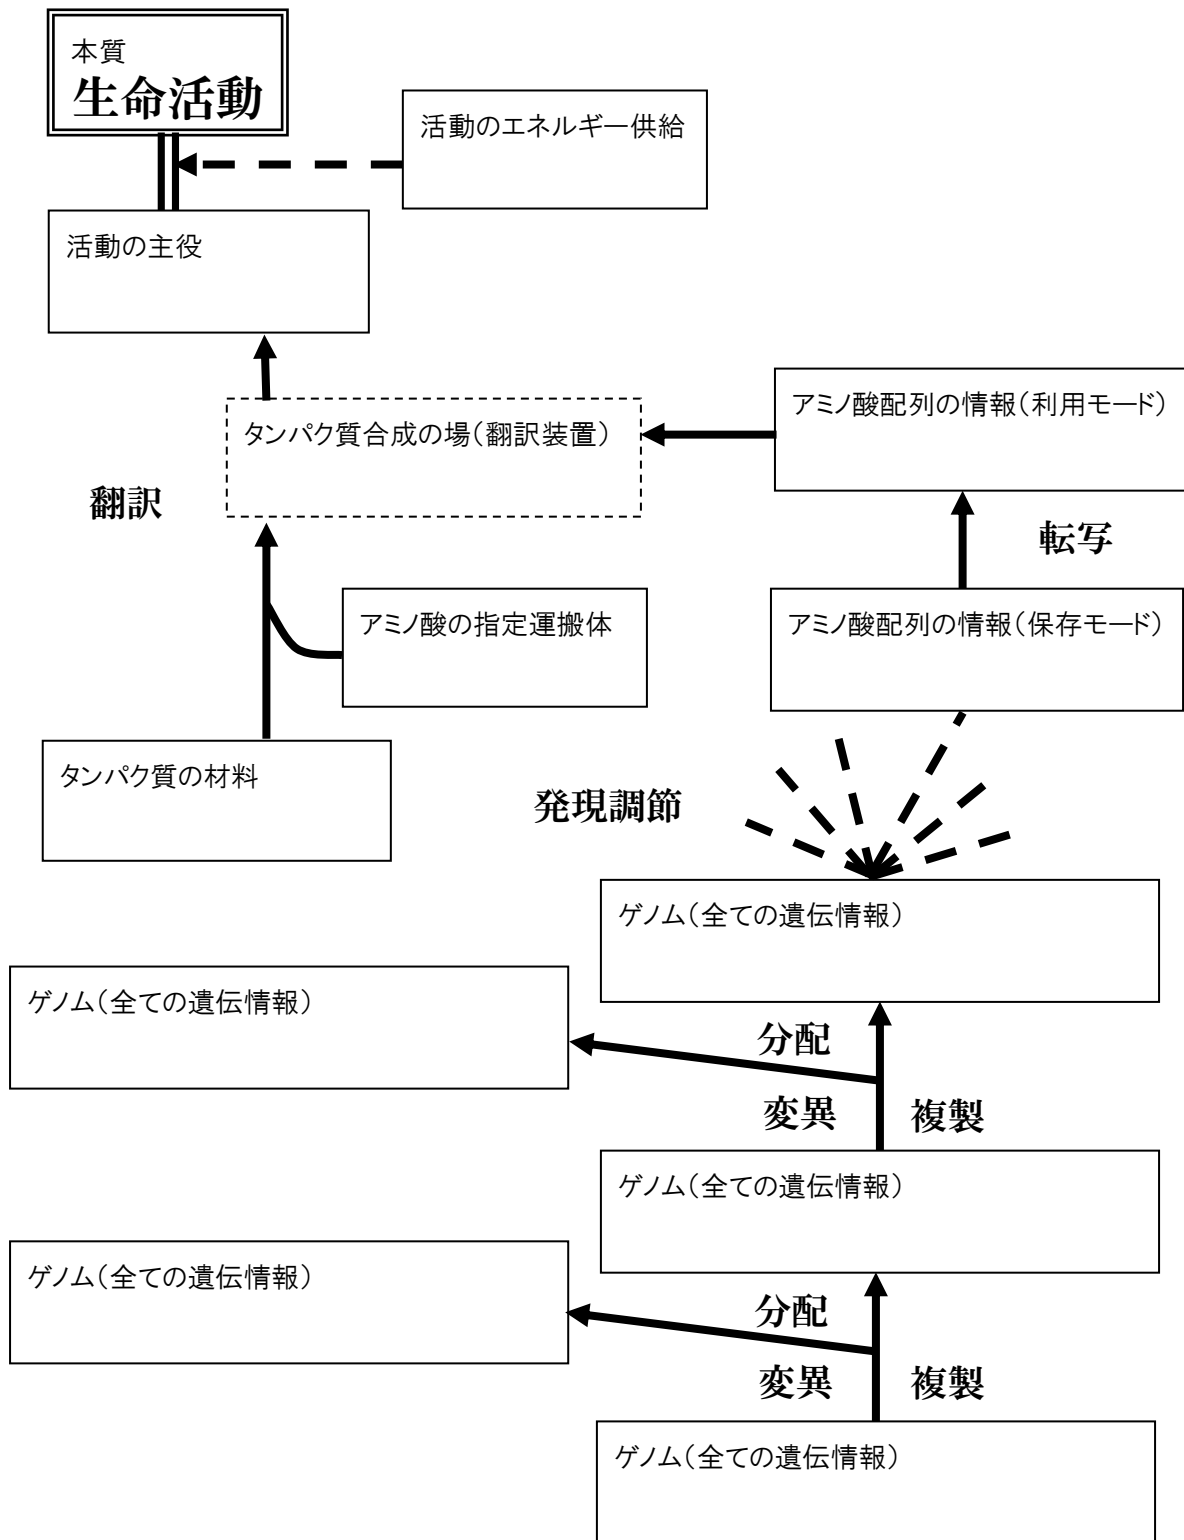 本質
生命活動
活動のエネルギー供給
活動の主役
アミノ酸配列の情報（利用モード）
タンパク質合成の場（翻訳装置）
翻訳
転写
アミノ酸の指定運搬体
アミノ酸配列の情報（保存モード）
タンパク質の材料
発現調節
ゲノム（全ての遺伝情報）
ゲノム（全ての遺伝情報）
分配
変異
複製
ゲノム（全ての遺伝情報）
ゲノム（全ての遺伝情報）
分配
変異
複製
ゲノム（全ての遺伝情報）